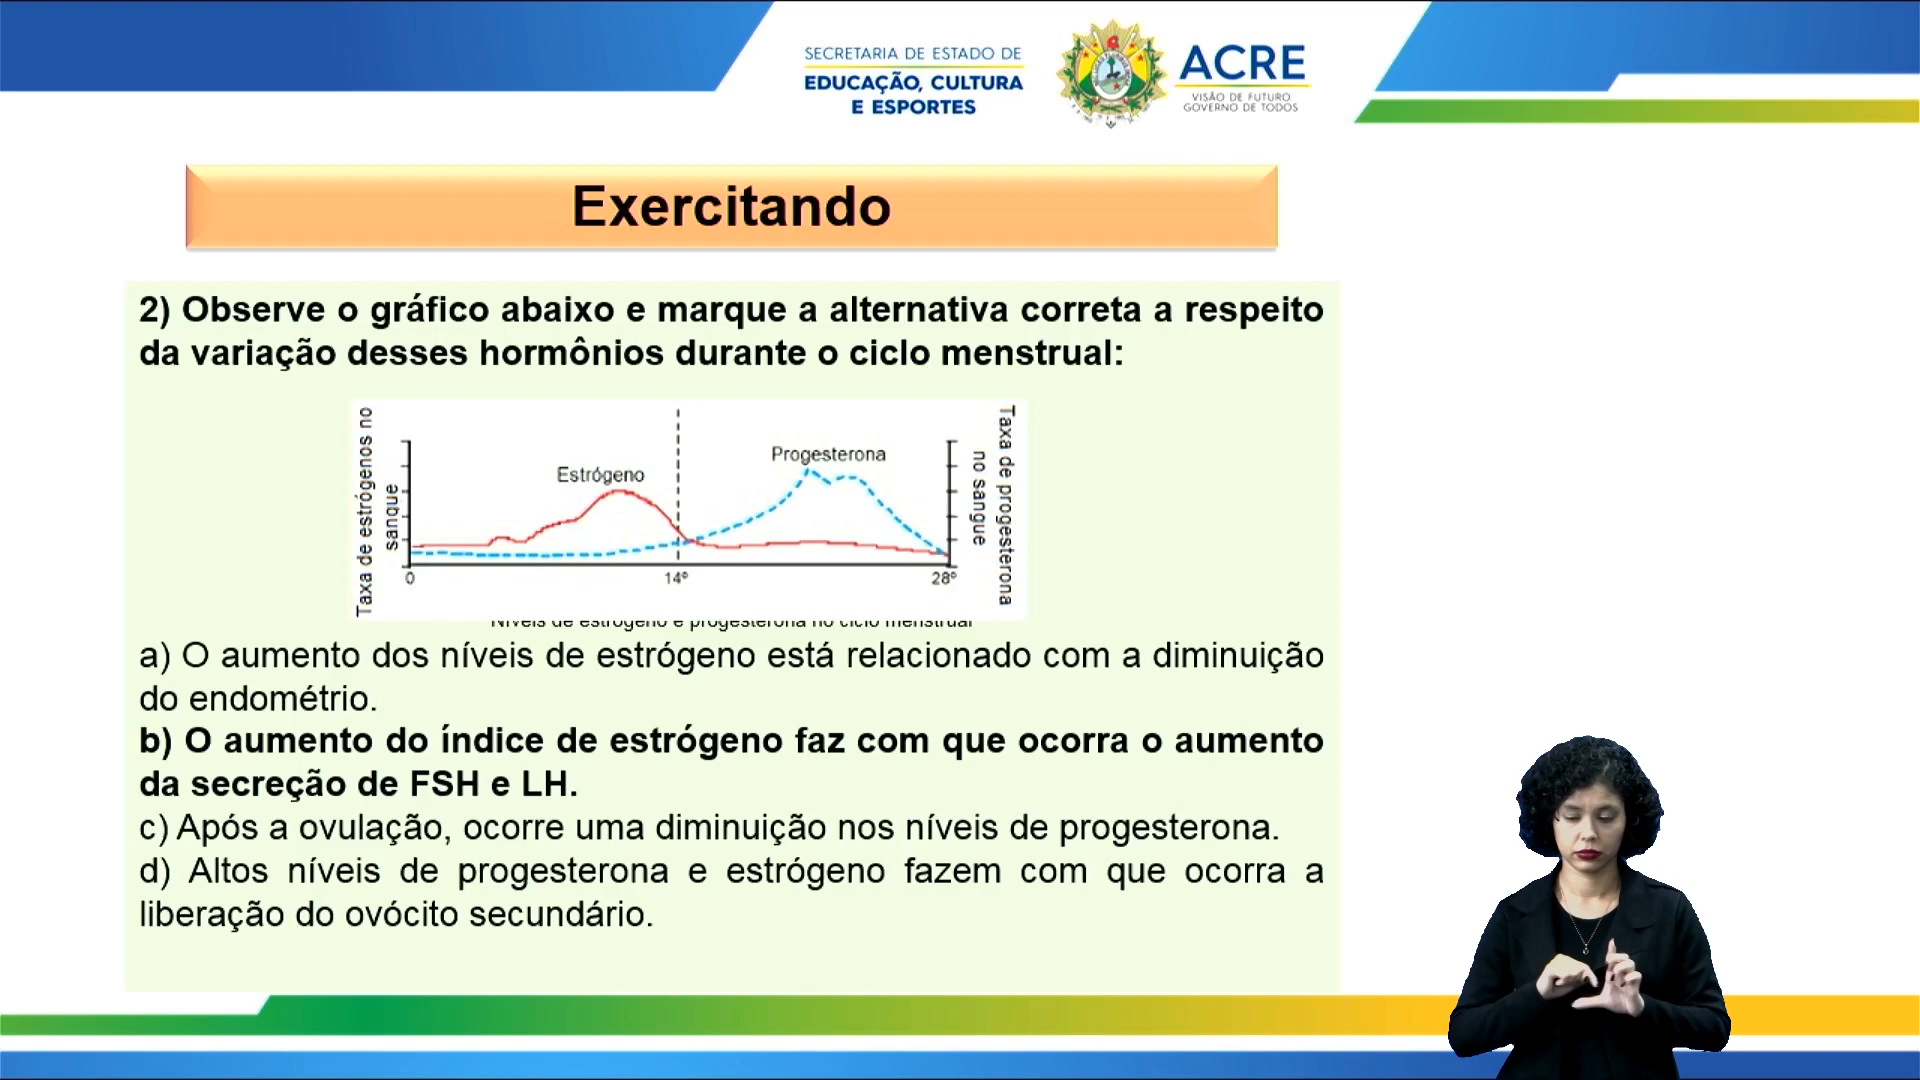 SECRETARIA DE ESTADO DE
EDUCAÇÃO, CULTURA
E ESPORTES
ACRE
VISÃO DE FUTURO
GOVERNO DE TODOS
Exercitando
2) Observe o gráfico abaixo e marque a alternativa correta a respeito
da variação desses hormônios durante o ciclo menstrual:
Taxa de estrógenos no
sanque
Estrógeno
Progesterona
Taxa de progesterona
no sangue
0
14º
28º
Níveis de estrógeno e progesterona no ciclo menstrual
a) O aumento dos níveis de estrógeno está relacionado com a diminuição
do endométrio.
b) O aumento do índice de estrógeno faz com que ocorra o aumento
da secreção de FSH e LH.
c) Após a ovulação, ocorre uma diminuição nos níveis de progesterona.
d) Altos níveis de progesterona e estrógeno fazem com que ocorra a
liberação do ovócito secundário.